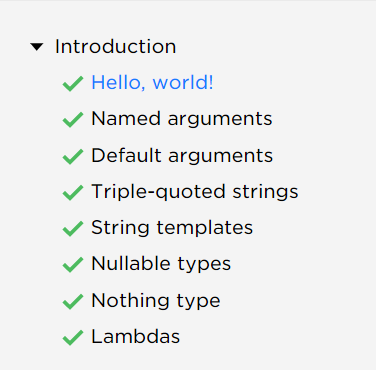 Introduction
Hello, world!
Named arguments
Default arguments
Triple-quoted strings
String templates
Nullable types
Nothing type
Lambdas